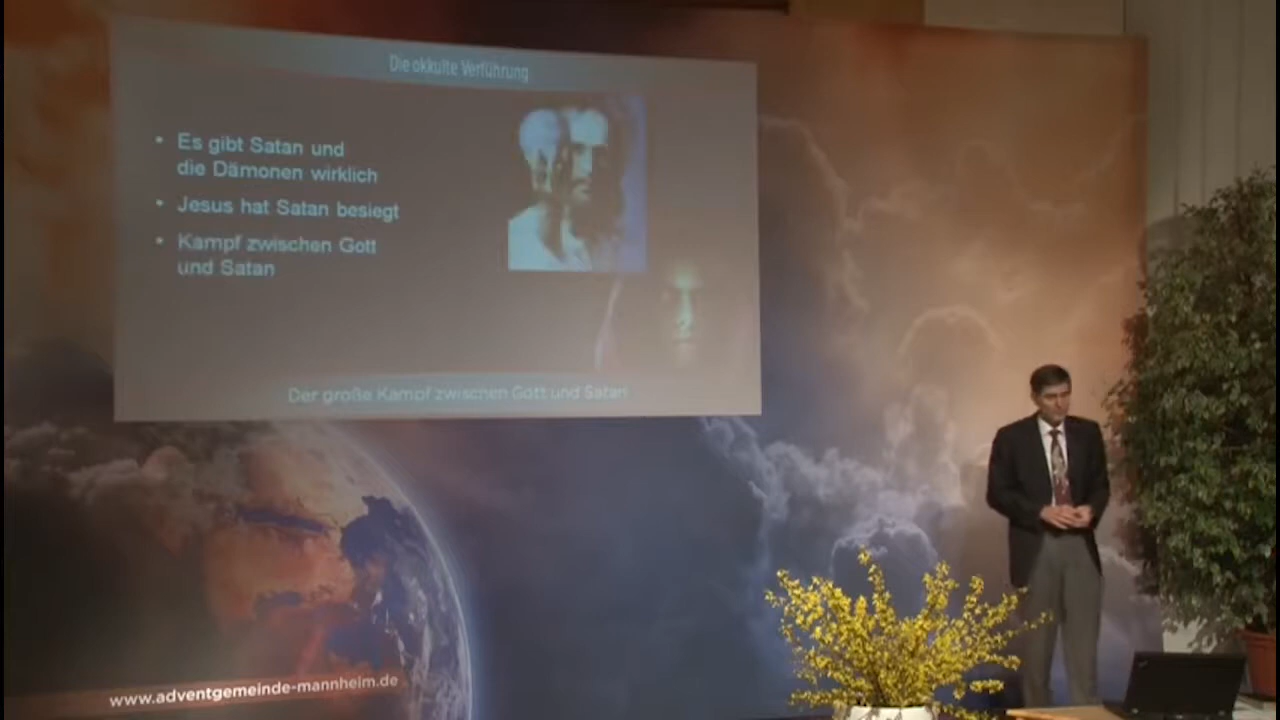 Die okkulte Verführung
• Es gibt Satan und
die Dämonen wirklich
• Jesus hat Satan besiegt
• Kampf zwischen Gott
und Satan
Der große Kampf zwischen Gott und Satan
www.adventgemeinde-mannheim.de